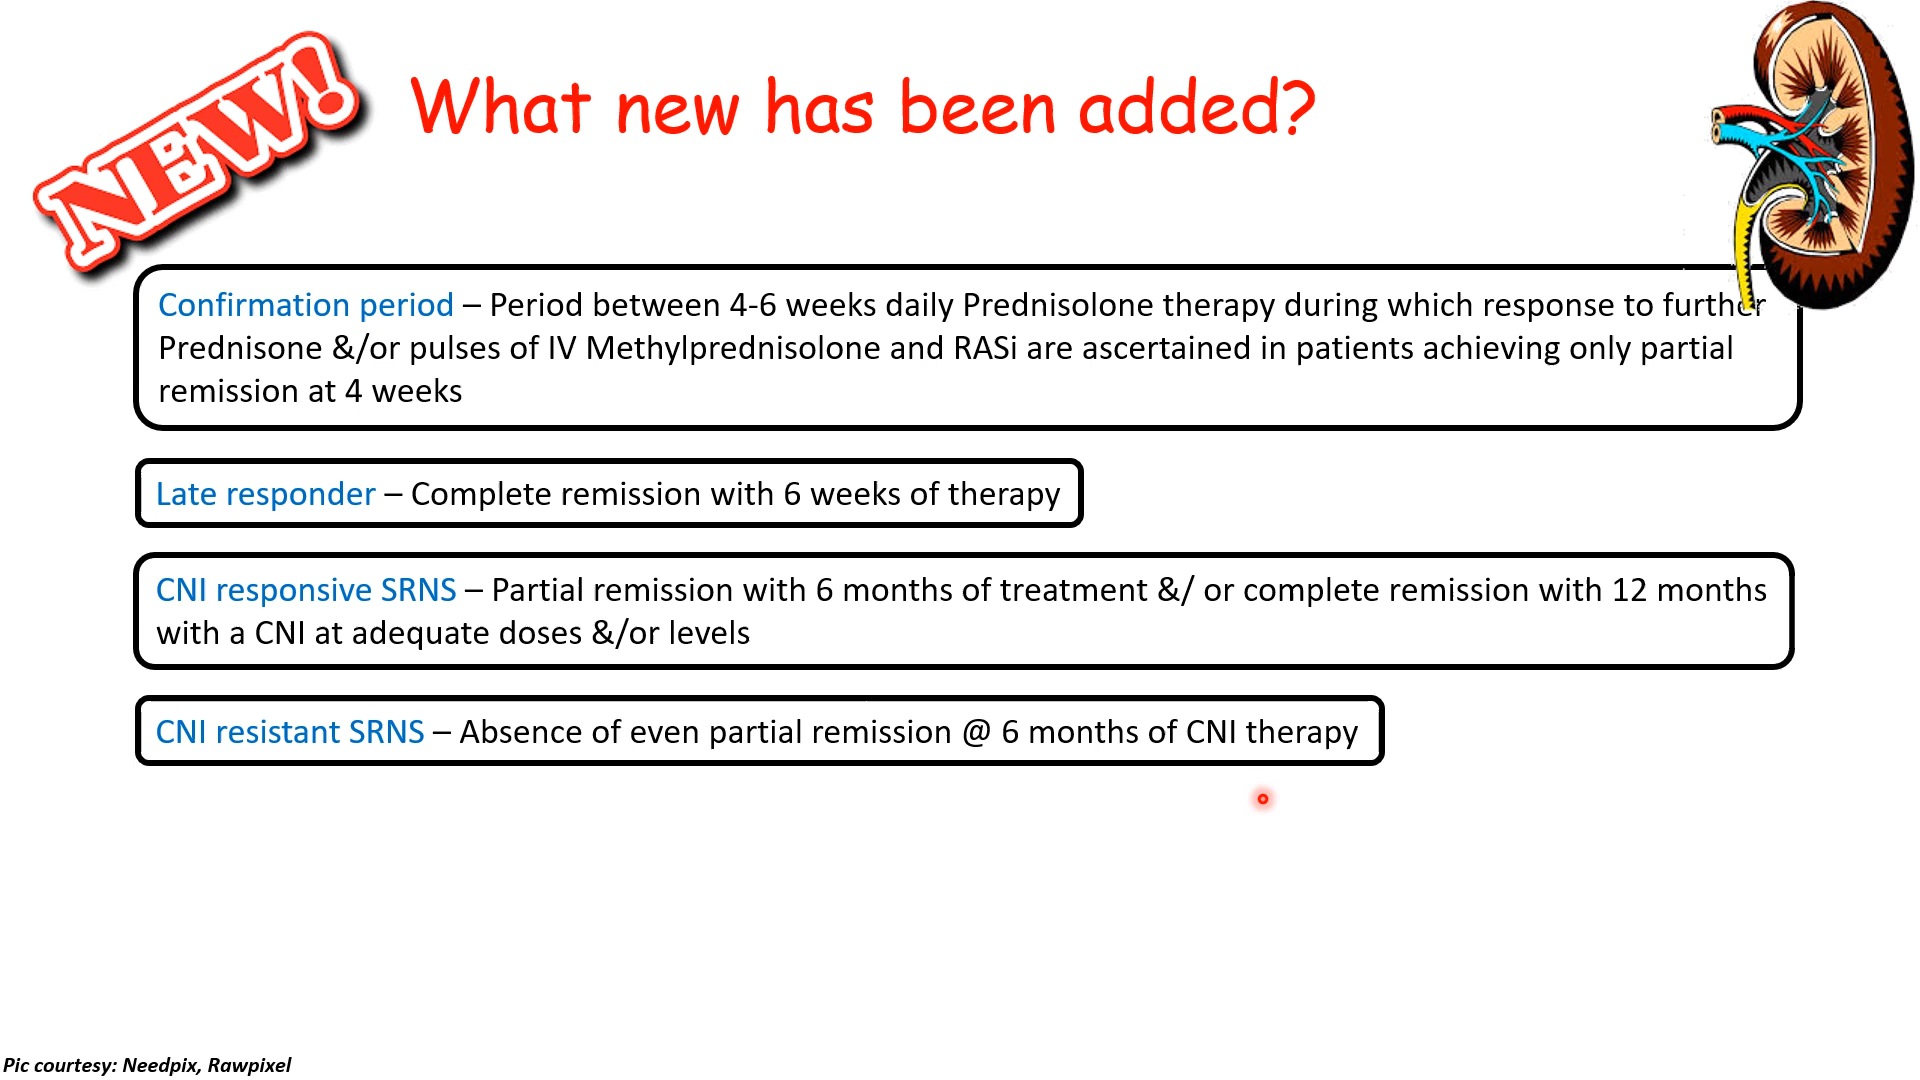 NEW!
What new has been added?
Confirmation period – Period between 4-6 weeks daily Prednisolone therapy during which response to further
Prednisone &/or pulses of IV Methylprednisolone and RASi are ascertained in patients achieving only partial
remission at 4 weeks
Late responder – Complete remission with 6 weeks of therapy
CNI responsive SRNS – Partial remission with 6 months of treatment &/ or complete remission with 12 months
with a CNI at adequate doses &/or levels
CNI resistant SRNS – Absence of even partial remission @ 6 months of CNI therapy
Pic courtesy: Needpix, Rawpixel